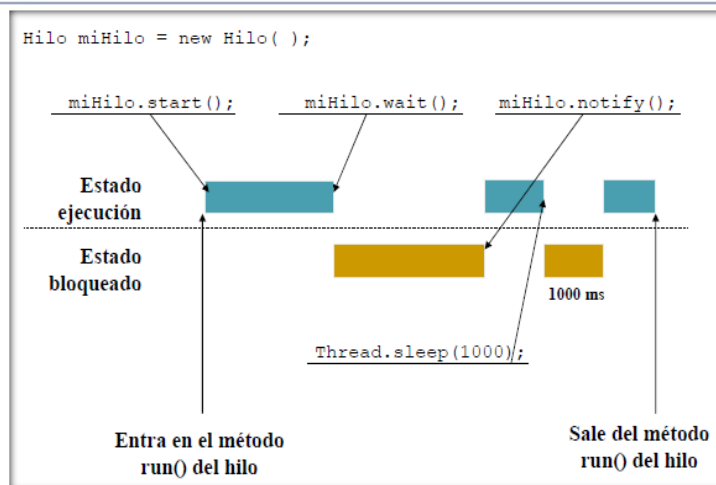 Hilo miHilo = new Hilo( );
miHilo.start();
miHilo.wait();
miHilo.notify();
Estado
ejecución
Estado
bloqueado
1000 ms
Thread.sleep(1000);
Entra en el método
run() del hilo
Sale del método
run() del hilo